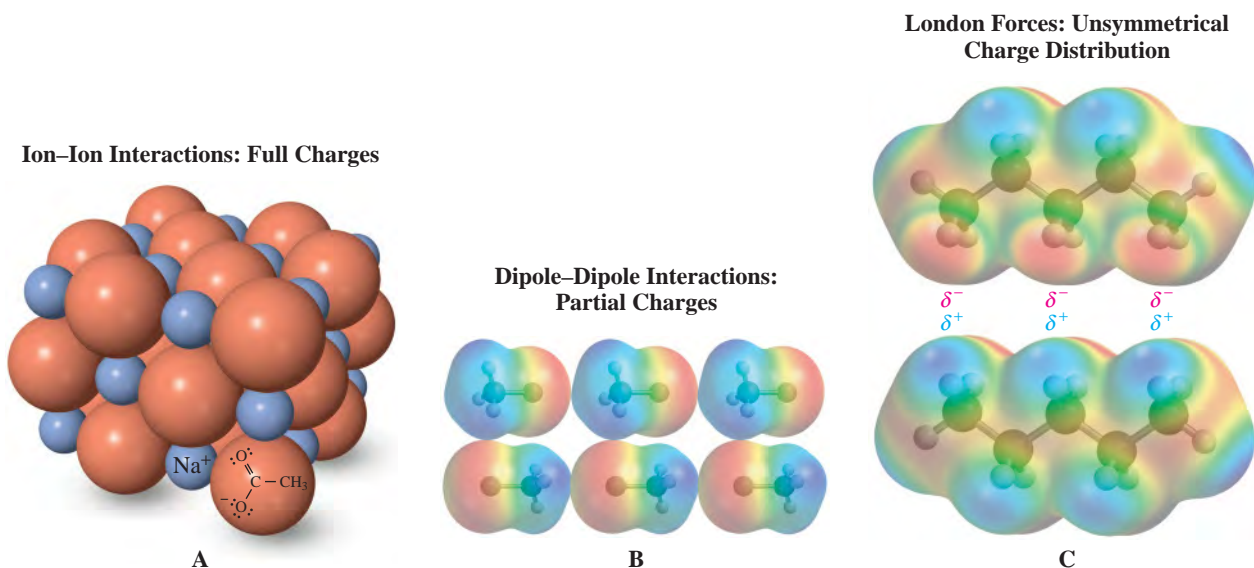 London Forces: Unsymmetrical
Charge Distribution
Ion–Ion Interactions: Full Charges
Dipole–Dipole Interactions:
Partial Charges
δ⁻ δ⁻ δ⁻
δ⁺ δ⁺ δ⁺
Na⁺
:O:
C—CH₃
⁻:O:
A
B
C